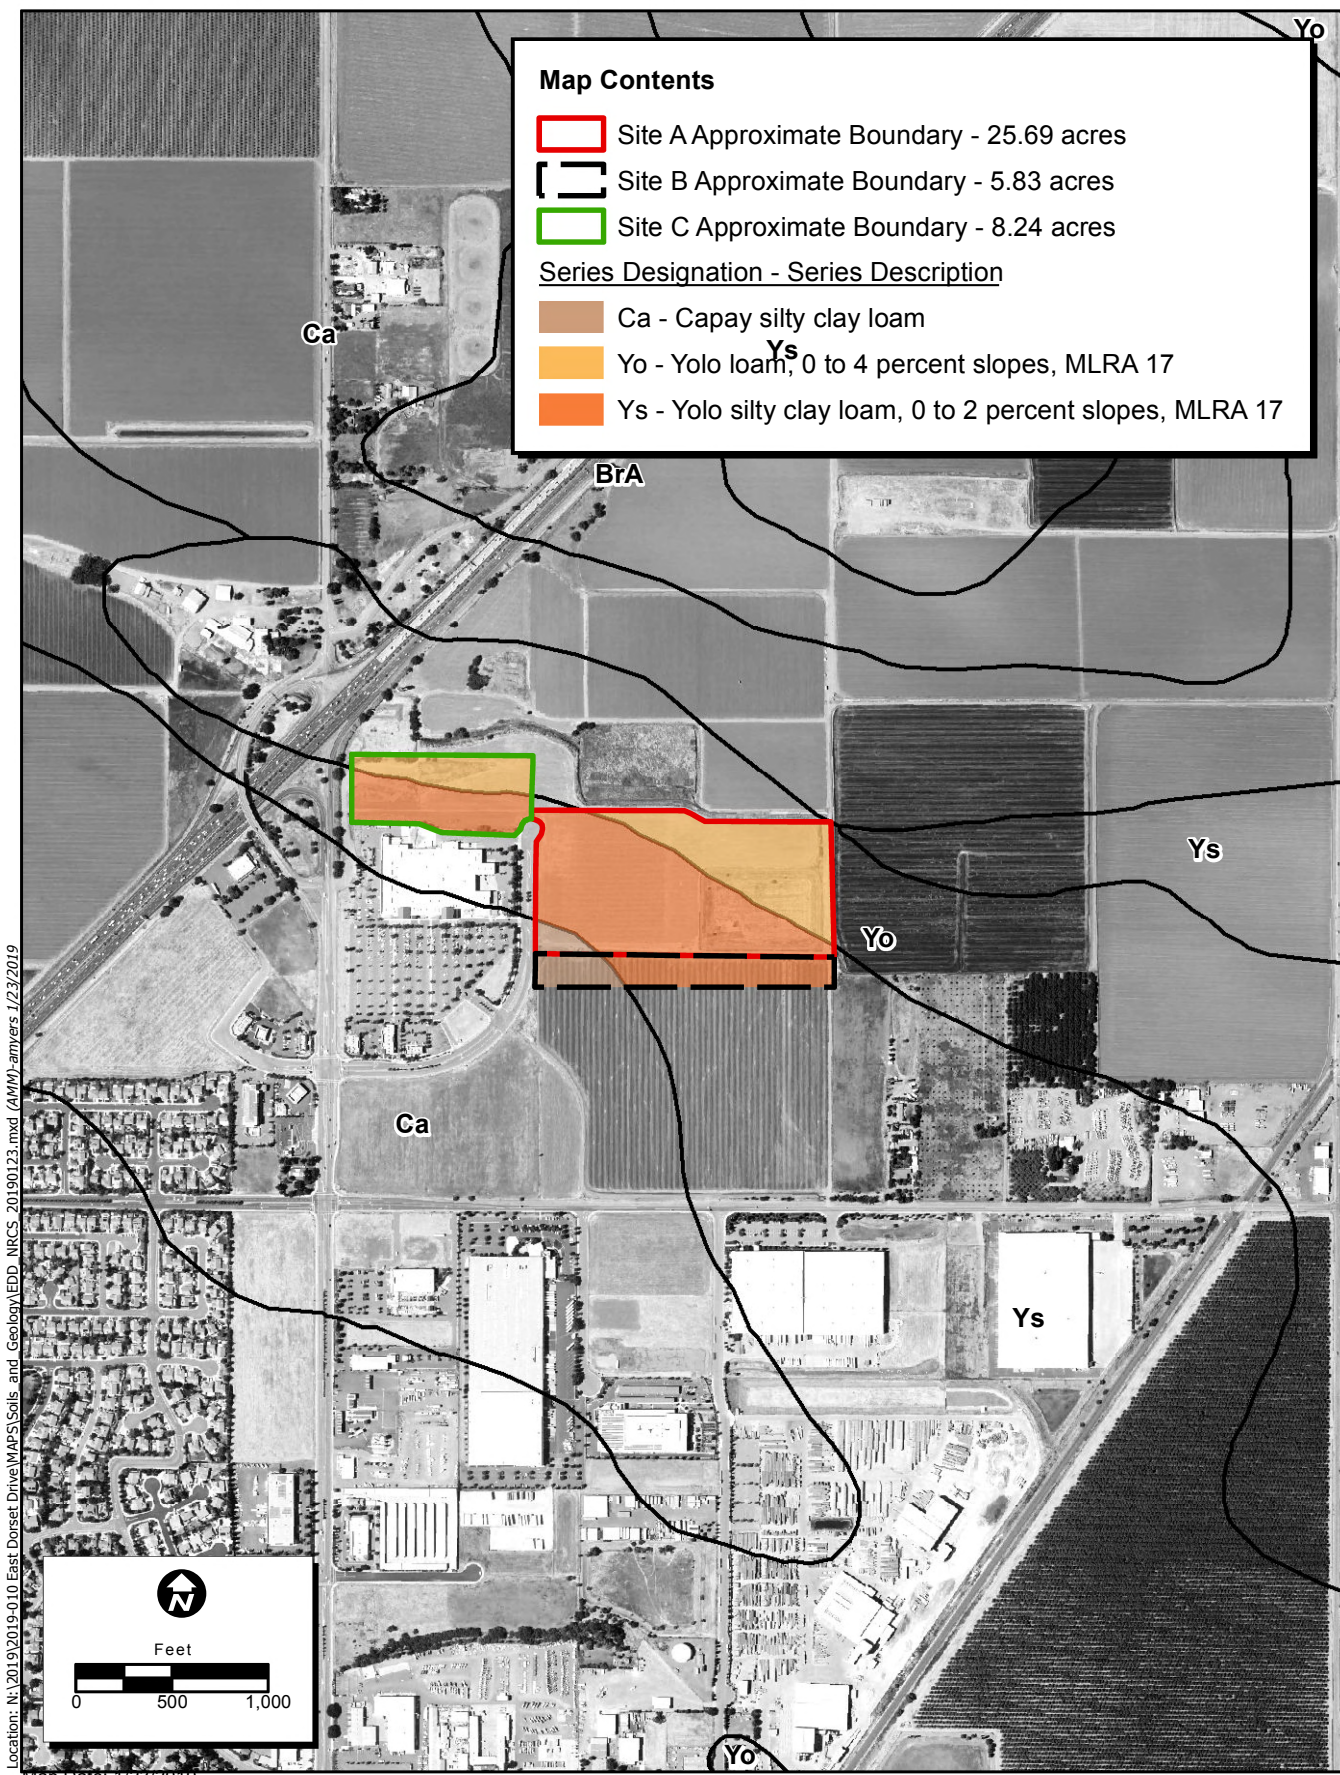 Yo
Map Contents
Site A Approximate Boundary - 25.69 acres
Site B Approximate Boundary - 5.83 acres
Site C Approximate Boundary - 8.24 acres
Series Designation - Series Description
Ca - Capay silty clay loam
Ys
Yo - Yolo loam, 0 to 4 percent slopes, MLRA 17
Ys - Yolo silty clay loam, 0 to 2 percent slopes, MLRA 17
Ca
BrA
Ys
Yo
Ca
Ys
Yo
N
Feet
0 500 1,000
Location: N:\2019\2019-010 East Dorset Drive\MAPS\Soils_and_Geology\EDD_NRCS_20190123.mxd (AMM)-amyers 1/23/2019